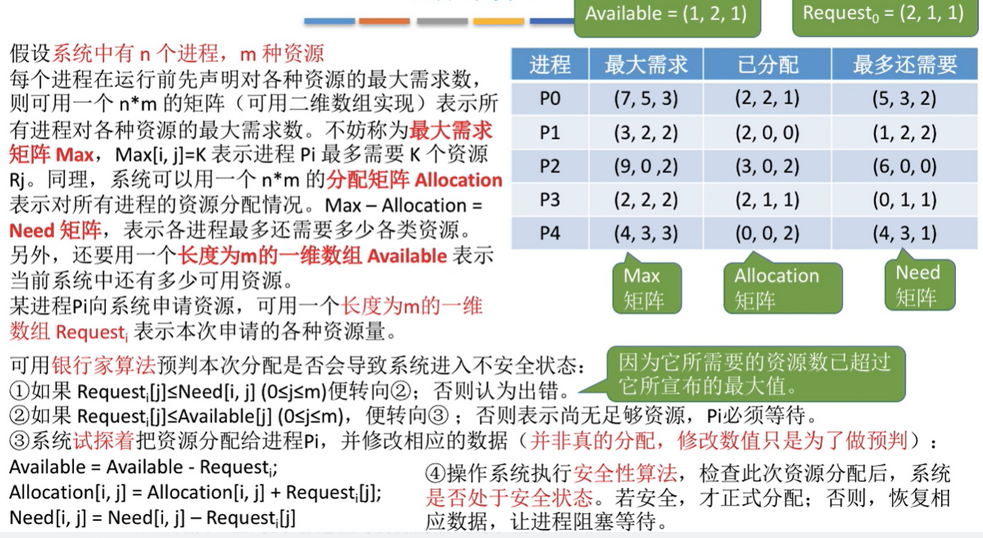 Available = (1, 2, 1)
Request₀ = (2, 1, 1)
假设系统中有 n 个进程，m 种资源
每个进程在运行前先声明对各种资源的最大需求数，
则可用一个 n*m 的矩阵（可用二维数组实现）表示所
有进程对各种资源的最大需求数。不妨称为最大需求
矩阵 Max，Max[i, j]=K 表示进程 Pi 最多需要 K 个资源
Rj。同理，系统可以用一个 n*m 的分配矩阵 Allocation
表示对所有进程的资源分配情况。Max – Allocation =
Need 矩阵，表示各进程最多还需要多少各类资源。
另外，还要用一个长度为m的一维数组 Available 表示
当前系统中还有多少可用资源。
某进程Pi向系统申请资源，可用一个长度为m的一维
数组 Requestᵢ 表示本次申请的各种资源量。
进程 最大需求 已分配 最多还需要
P0 (7, 5, 3) (2, 2, 1) (5, 3, 2)
P1 (3, 2, 2) (2, 0, 0) (1, 2, 2)
P2 (9, 0 ,2) (3, 0, 2) (6, 0, 0)
P3 (2, 2, 2) (2, 1, 1) (0, 1, 1)
P4 (4, 3, 3) (0, 0, 2) (4, 3, 1)
Max
矩阵
Allocation
矩阵
Need
矩阵
可用银行家算法预判本次分配是否会导致系统进入不安全状态：
①如果 Requestᵢ[j]≤Need[i, j] (0≤j≤m)便转向②；否则认为出错。
因为它所需要的资源数已超过
它所宣布的最大值。
②如果 Requestᵢ[j]≤Available[j] (0≤j≤m)，便转向③；否则表示尚无足够资源，Pi必须等待。
③系统试探着把资源分配给进程Pi，并修改相应的数据（并非真的分配，修改数值只是为了做预判）：
Available = Available - Requestᵢ;
Allocation[i, j] = Allocation[i, j] + Requestᵢ[j];
Need[i, j] = Need[i, j] – Requestᵢ[j]
④操作系统执行安全性算法，检查此次资源分配后，系统
是否处于安全状态。若安全，才正式分配；否则，恢复相
应数据，让进程阻塞等待。